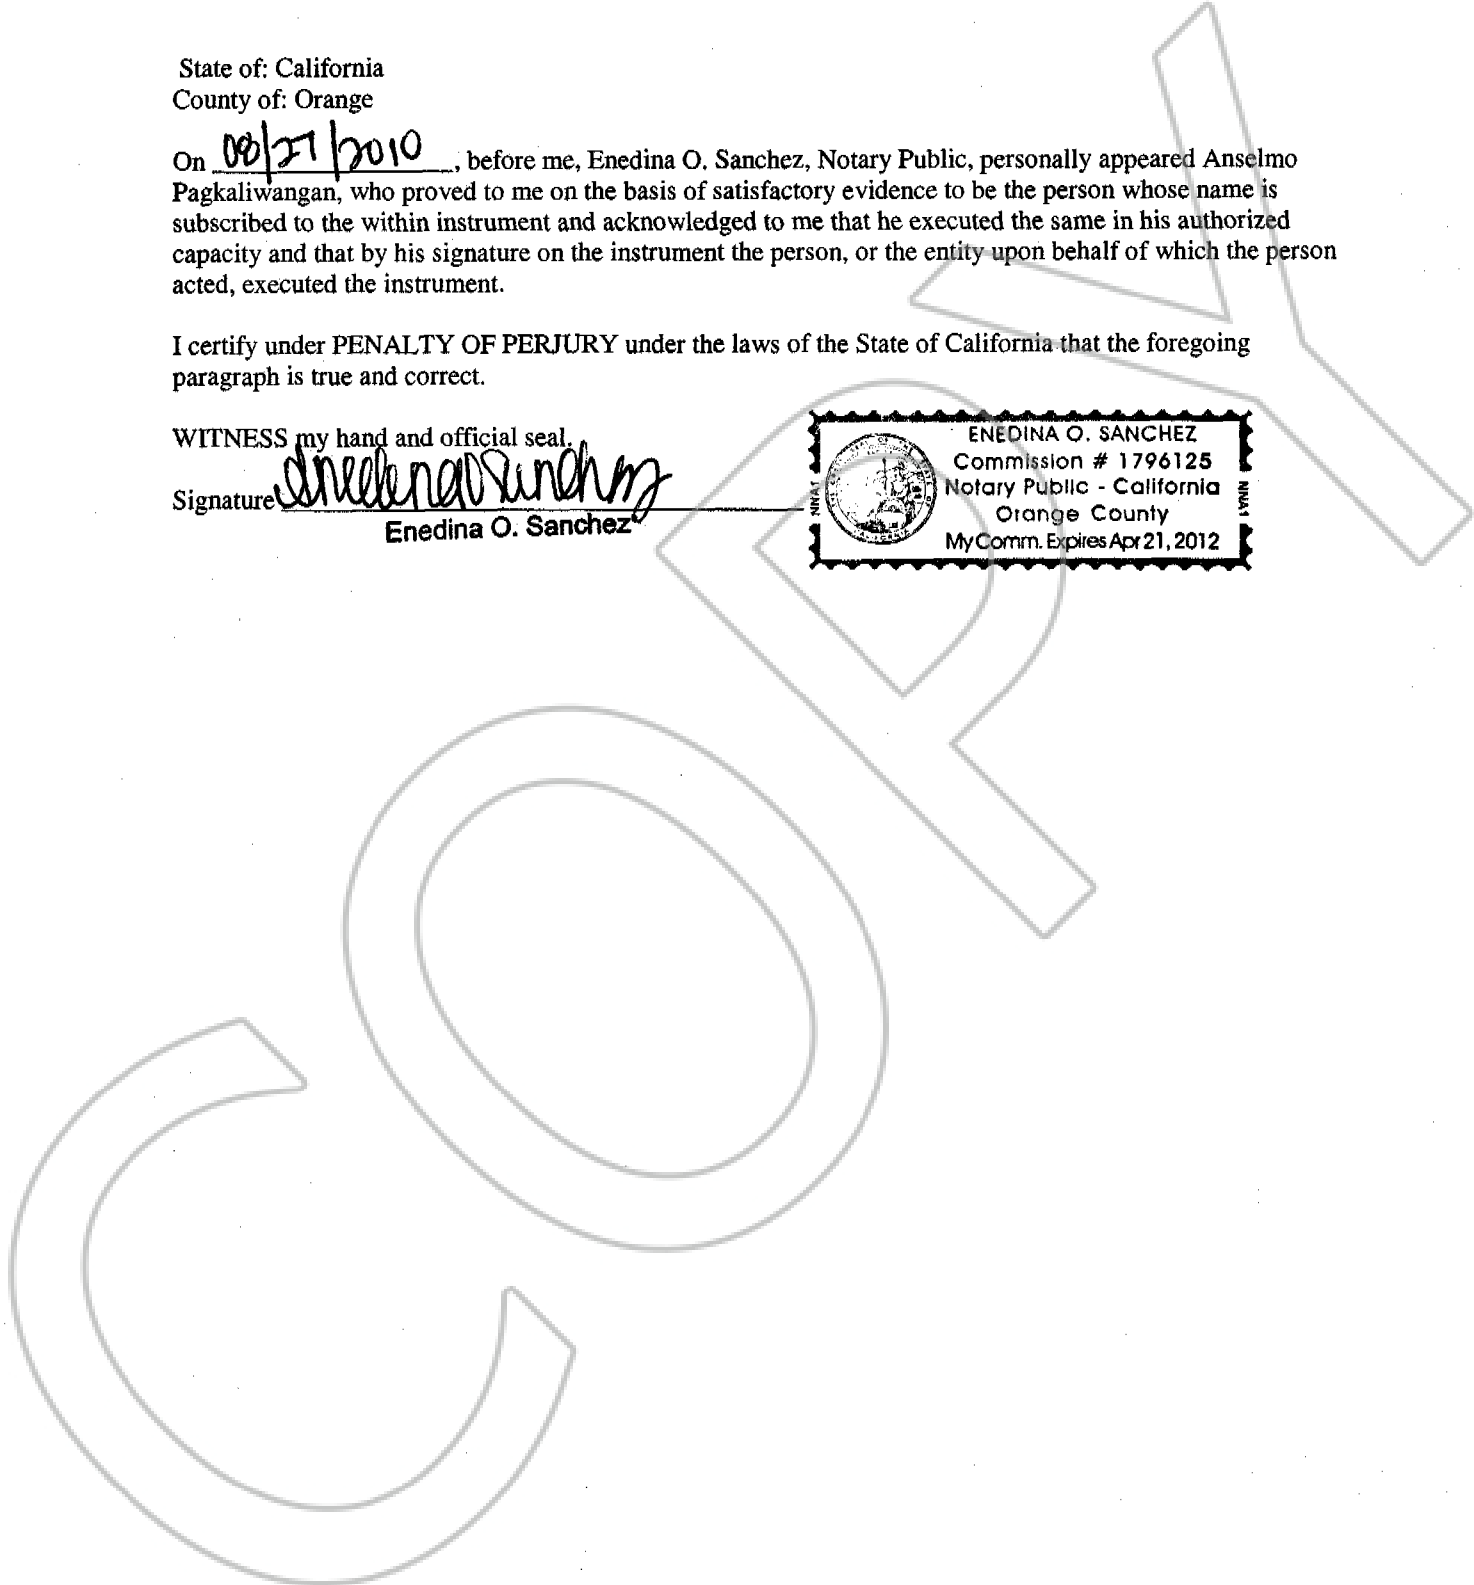 State of: California
County of: Orange
On 08/27/2010, before me, Enedina O. Sanchez, Notary Public, personally appeared Anselmo
Pagkaliwangan, who proved to me on the basis of satisfactory evidence to be the person whose name is
subscribed to the within instrument and acknowledged to me that he executed the same in his authorized
capacity and that by his signature on the instrument the person, or the entity upon behalf of which the person
acted, executed the instrument.
I certify under PENALTY OF PERJURY under the laws of the State of California that the foregoing
paragraph is true and correct.
WITNESS my hand and official seal.
Signature Enedina O Sanchez
Enedina O. Sanchez
ENEDINA O. SANCHEZ
Commission # 1796125
Notary Public - California
Orange County
My Comm. Expires Apr 21, 2012
NNA1
NNA1
COPY